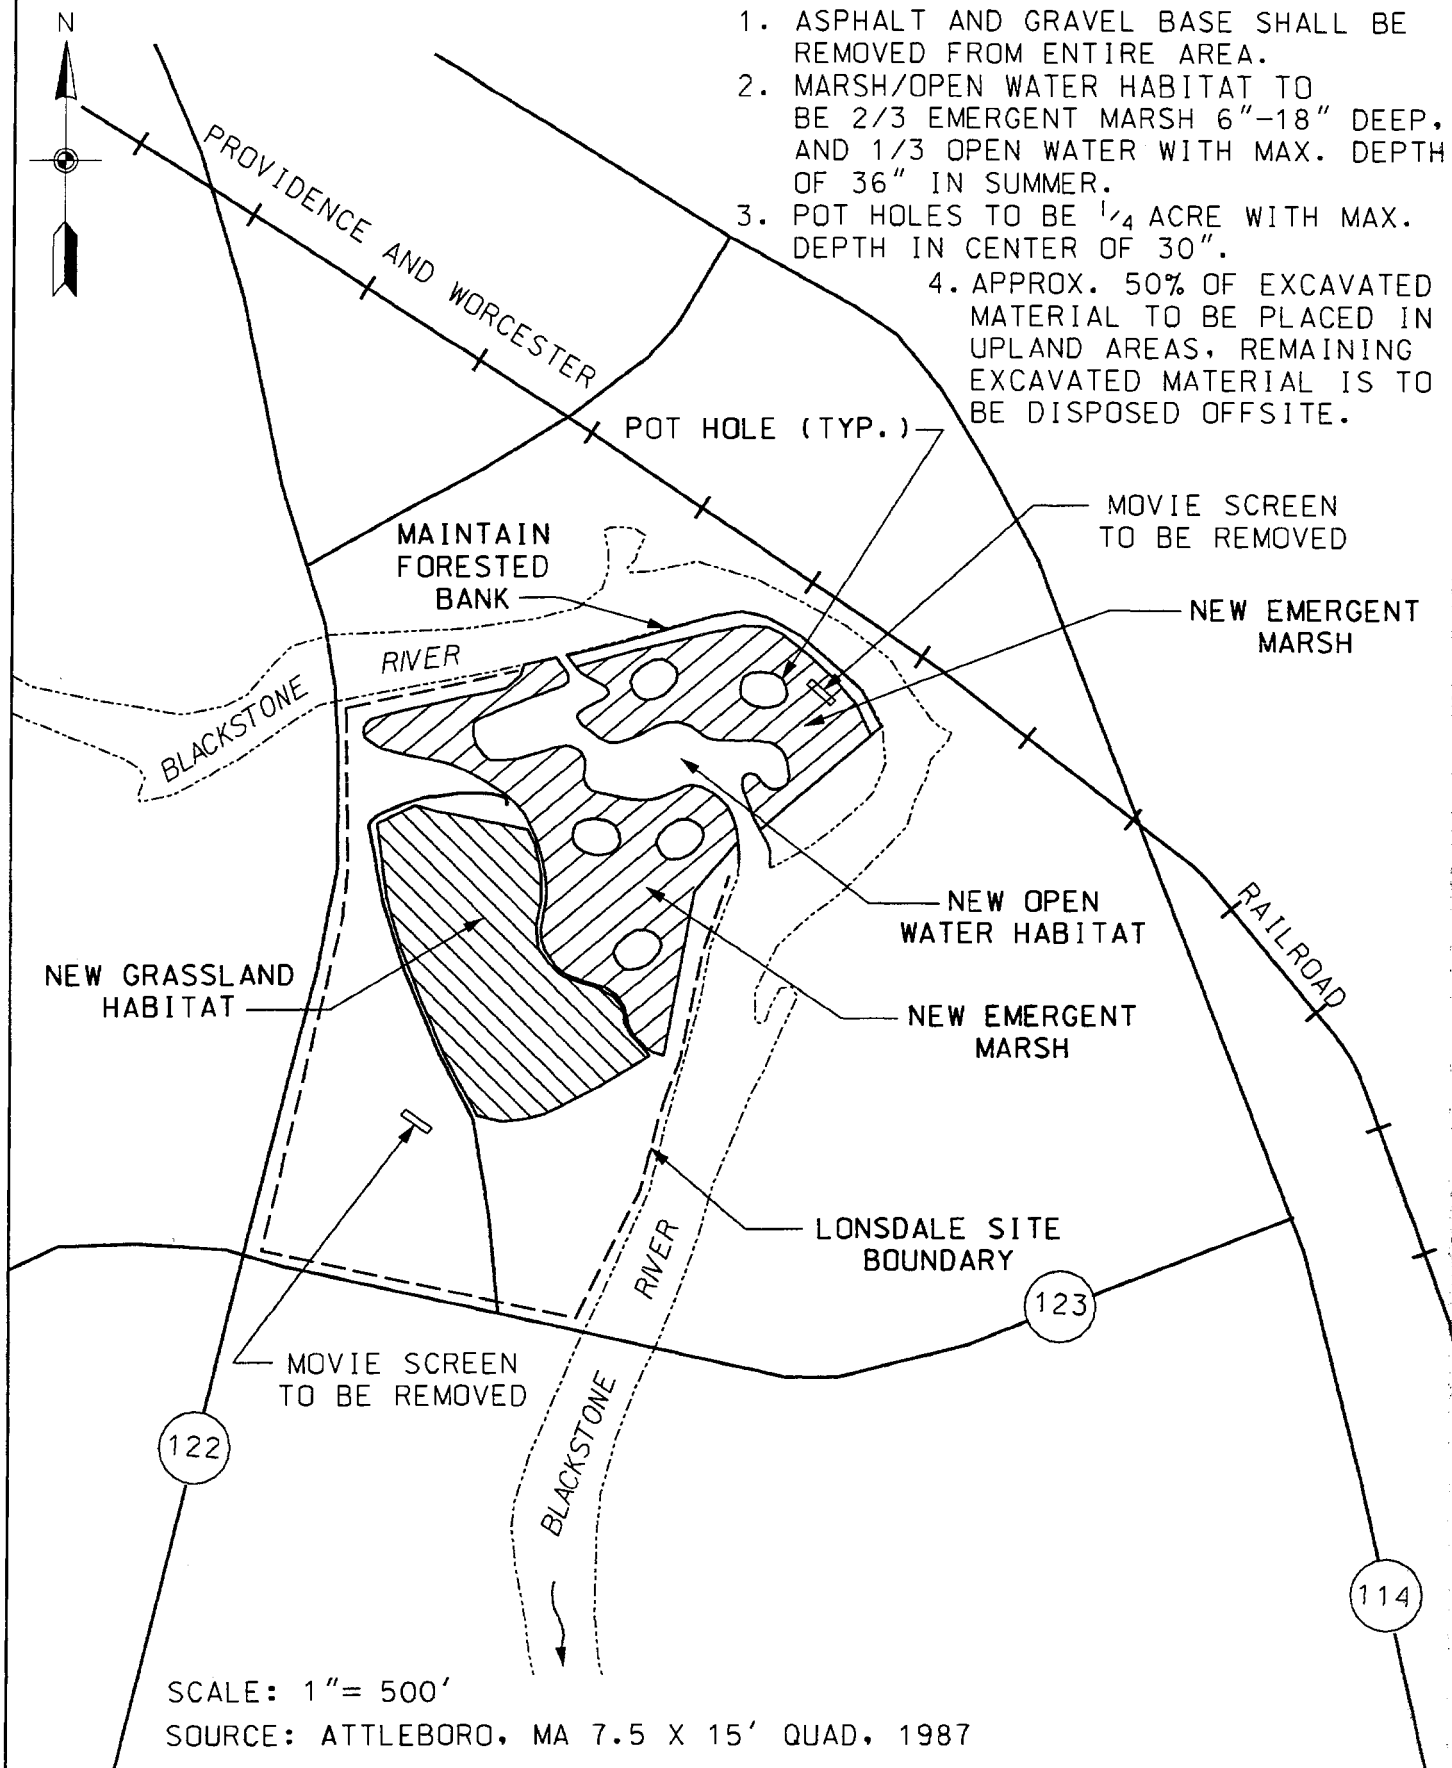 N
1. ASPHALT AND GRAVEL BASE SHALL BE
REMOVED FROM ENTIRE AREA.
2. MARSH/OPEN WATER HABITAT TO
BE 2/3 EMERGENT MARSH 6"-18" DEEP,
AND 1/3 OPEN WATER WITH MAX. DEPTH
OF 36" IN SUMMER.
3. POT HOLES TO BE 1/4 ACRE WITH MAX.
DEPTH IN CENTER OF 30".
4. APPROX. 50% OF EXCAVATED
MATERIAL TO BE PLACED IN
UPLAND AREAS, REMAINING
EXCAVATED MATERIAL IS TO
BE DISPOSED OFFSITE.
PROVIDENCE AND WORCESTER
POT HOLE (TYP.)
MOVIE SCREEN
TO BE REMOVED
MAINTAIN
FORESTED
BANK
NEW EMERGENT
MARSH
BLACKSTONE RIVER
NEW OPEN
WATER HABITAT
RAILROAD
NEW GRASSLAND
HABITAT
NEW EMERGENT
MARSH
LONSDALE SITE
BOUNDARY
123
MOVIE SCREEN
TO BE REMOVED
BLACKSTONE RIVER
122
114
SCALE: 1"= 500'
SOURCE: ATTLEBORO, MA 7.5 X 15' QUAD, 1987